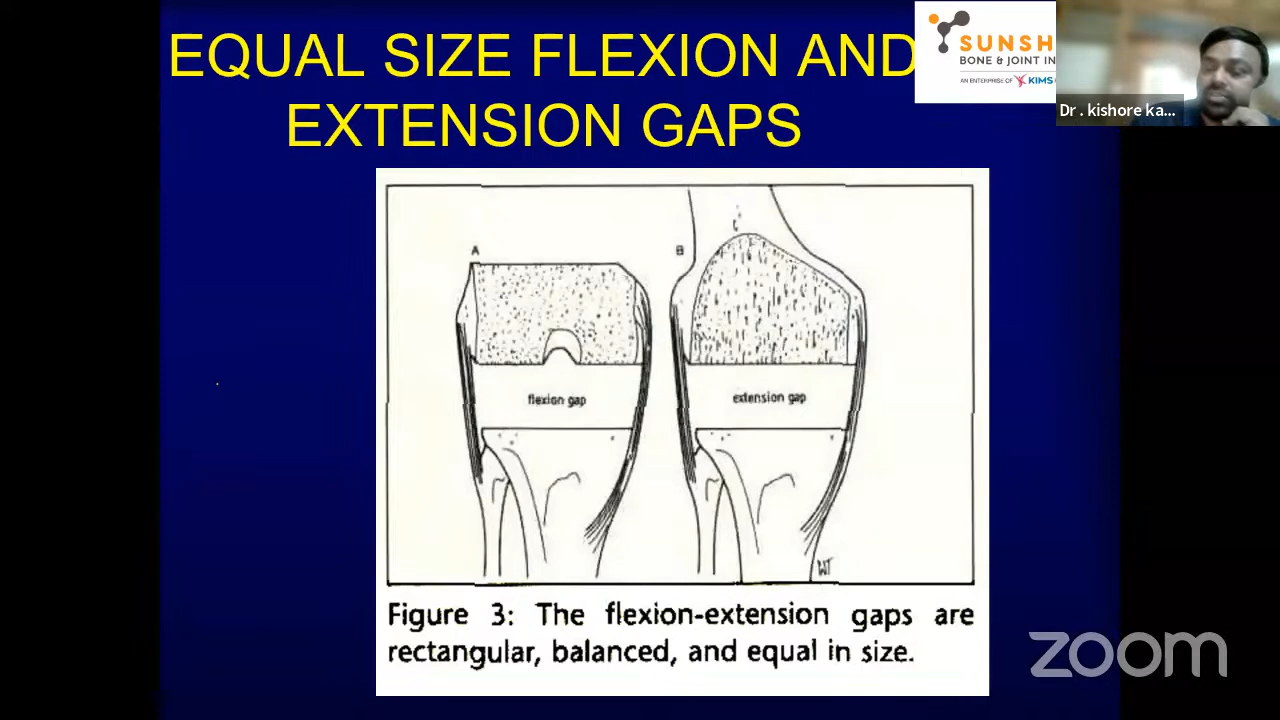 EQUAL SIZE FLEXION AND
EXTENSION GAPS
SUNSH
BONE & JOINT IN
AN ENTERPRISE OF KIMS
Dr . kishore ka...
A
B
flexion gap
extension gap
WT
Figure 3: The flexion-extension gaps are
rectangular, balanced, and equal in size.
zoom